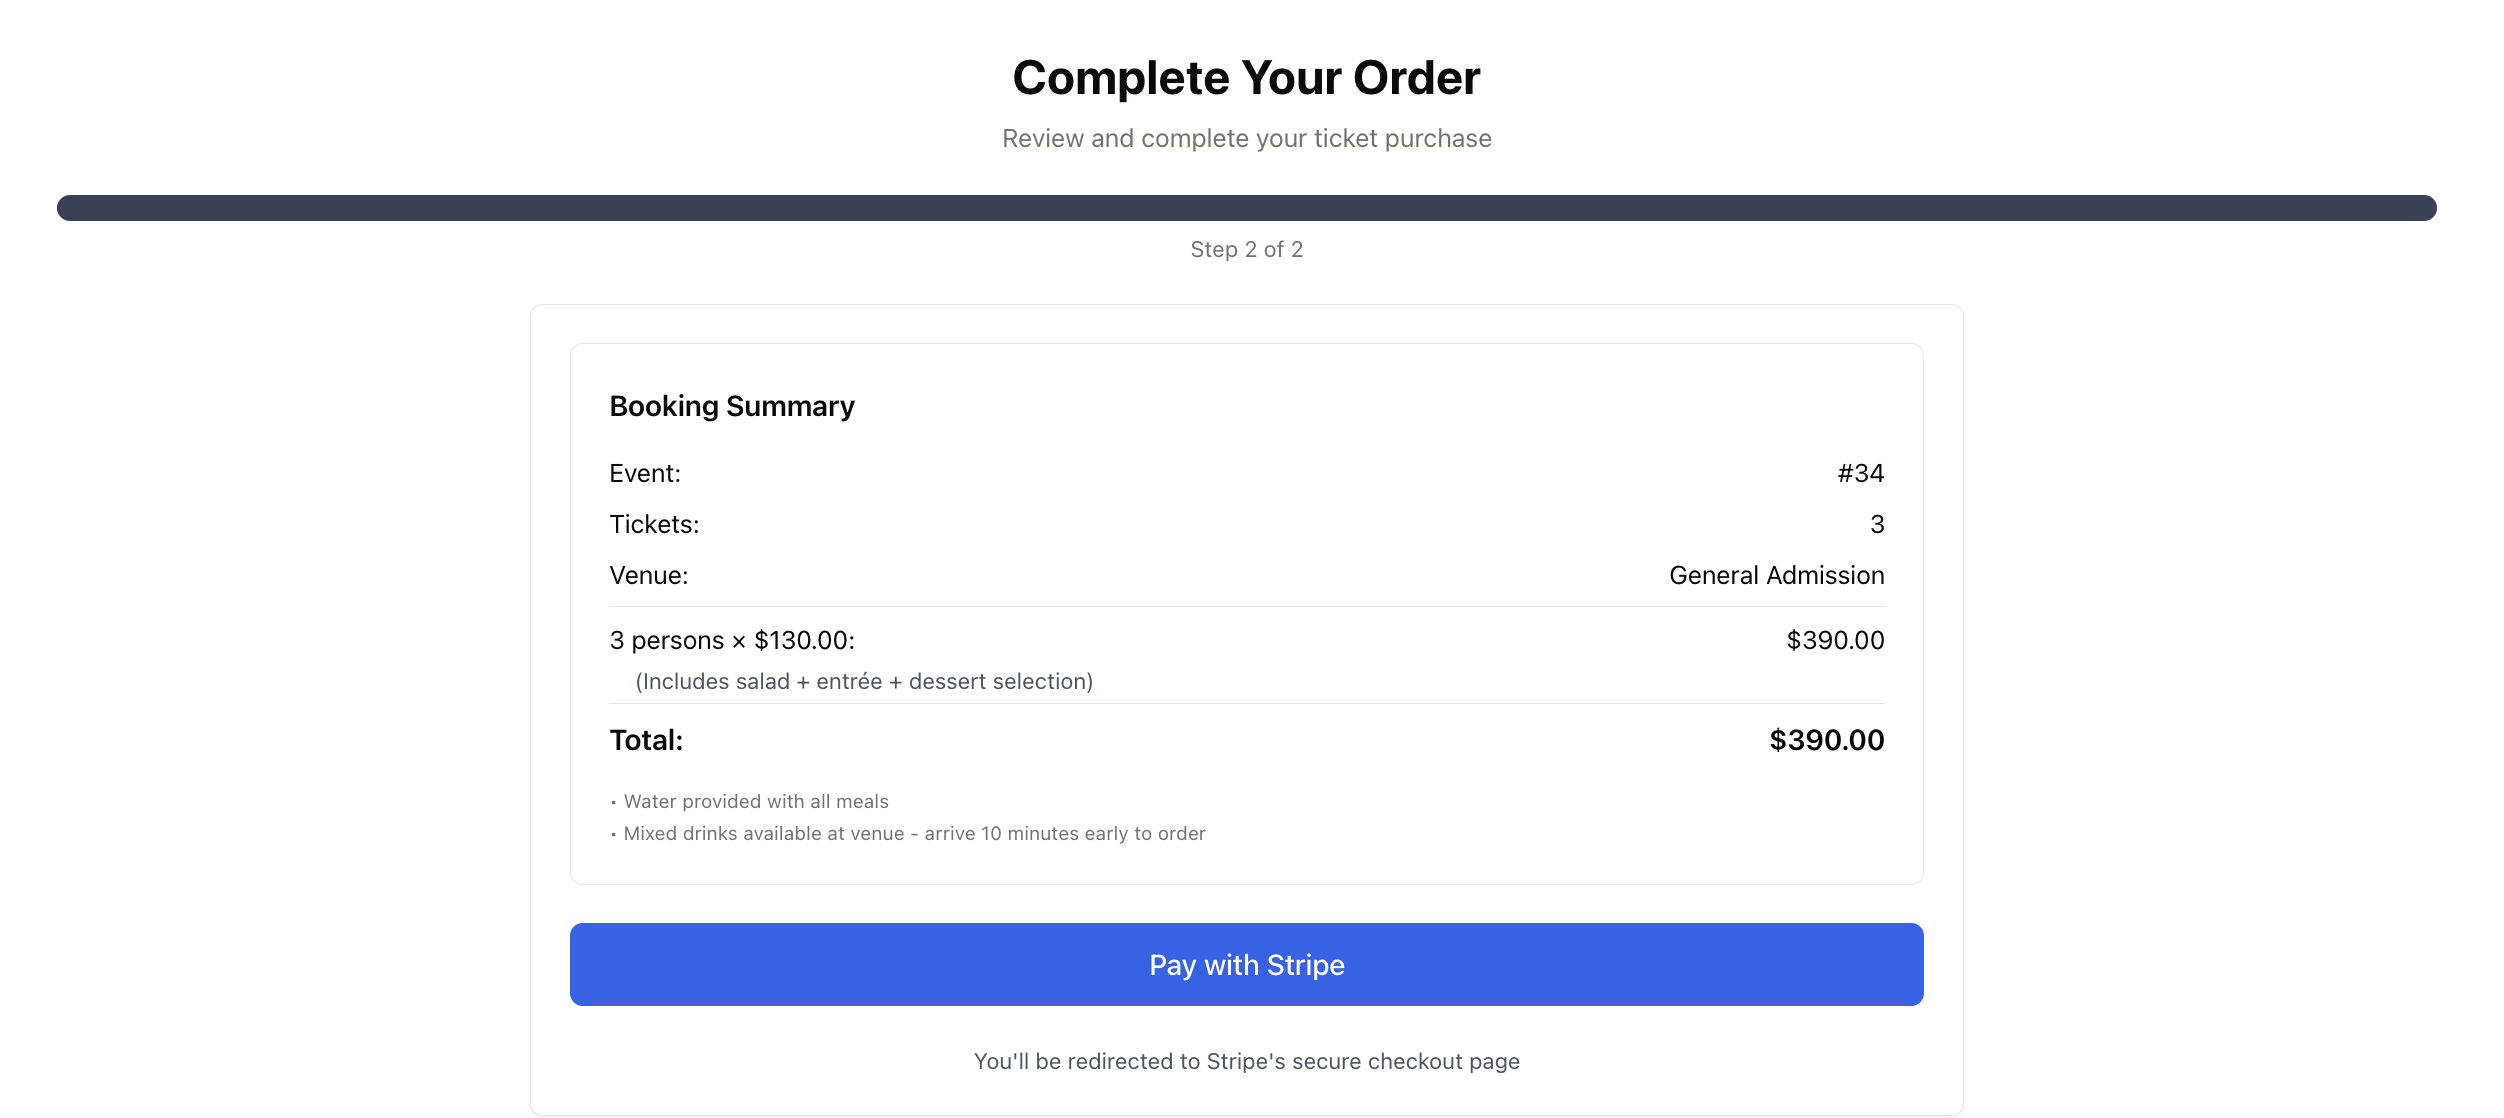 Complete Your Order
Review and complete your ticket purchase
Step 2 of 2
Booking Summary
Event: #34
Tickets: 3
Venue: General Admission
3 persons × $130.00: $390.00
(Includes salad + entrée + dessert selection)
Total: $390.00
• Water provided with all meals
• Mixed drinks available at venue - arrive 10 minutes early to order
Pay with Stripe
You'll be redirected to Stripe's secure checkout page